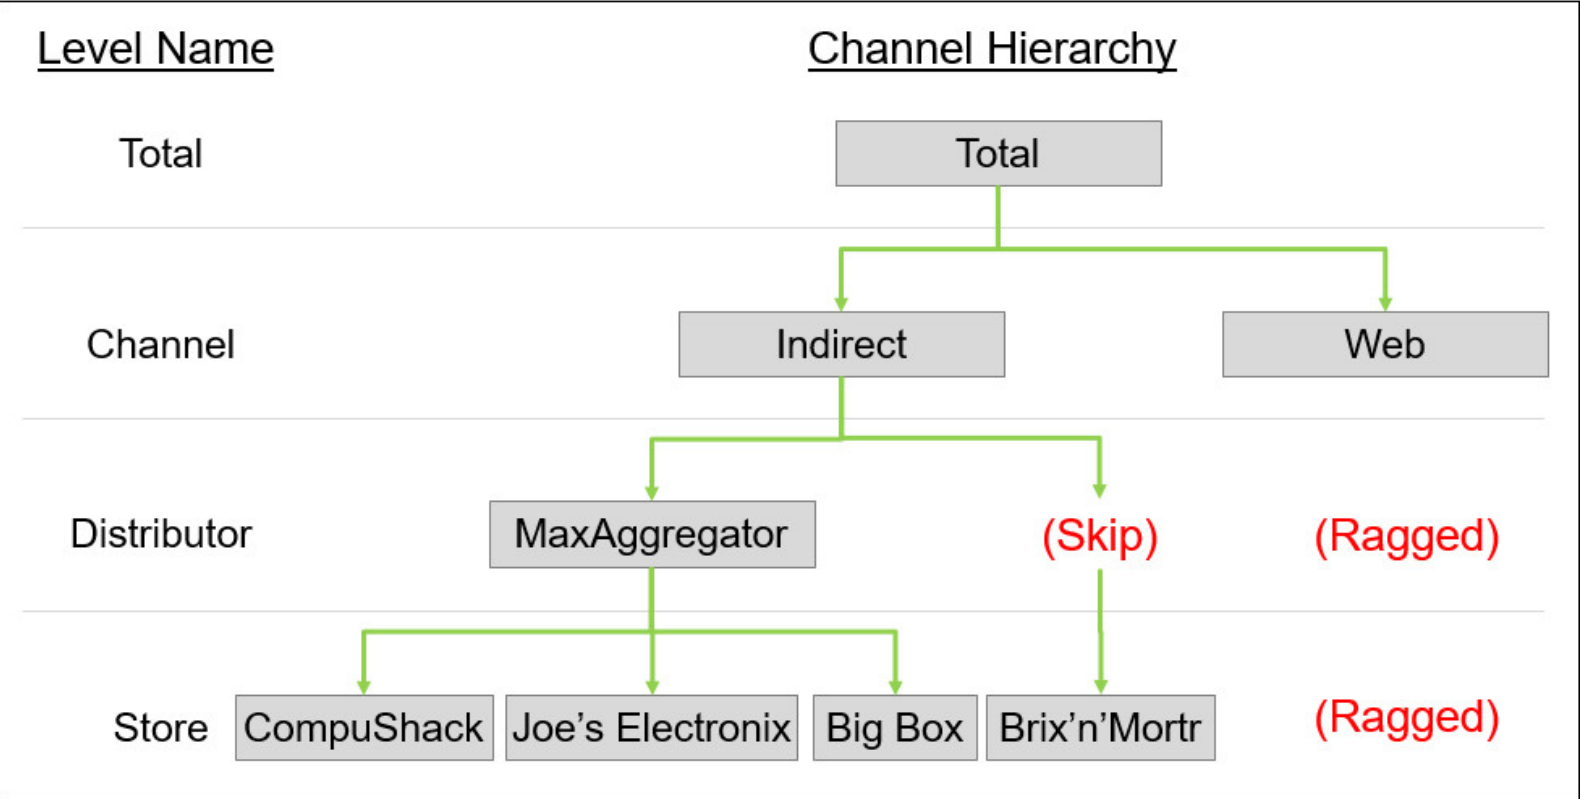 Level Name Channel Hierarchy
Total Total
Channel Indirect Web
Distributor MaxAggregator (Skip) (Ragged)
Store CompuShack Joe's Electronix Big Box Brix'n'Mortr (Ragged)